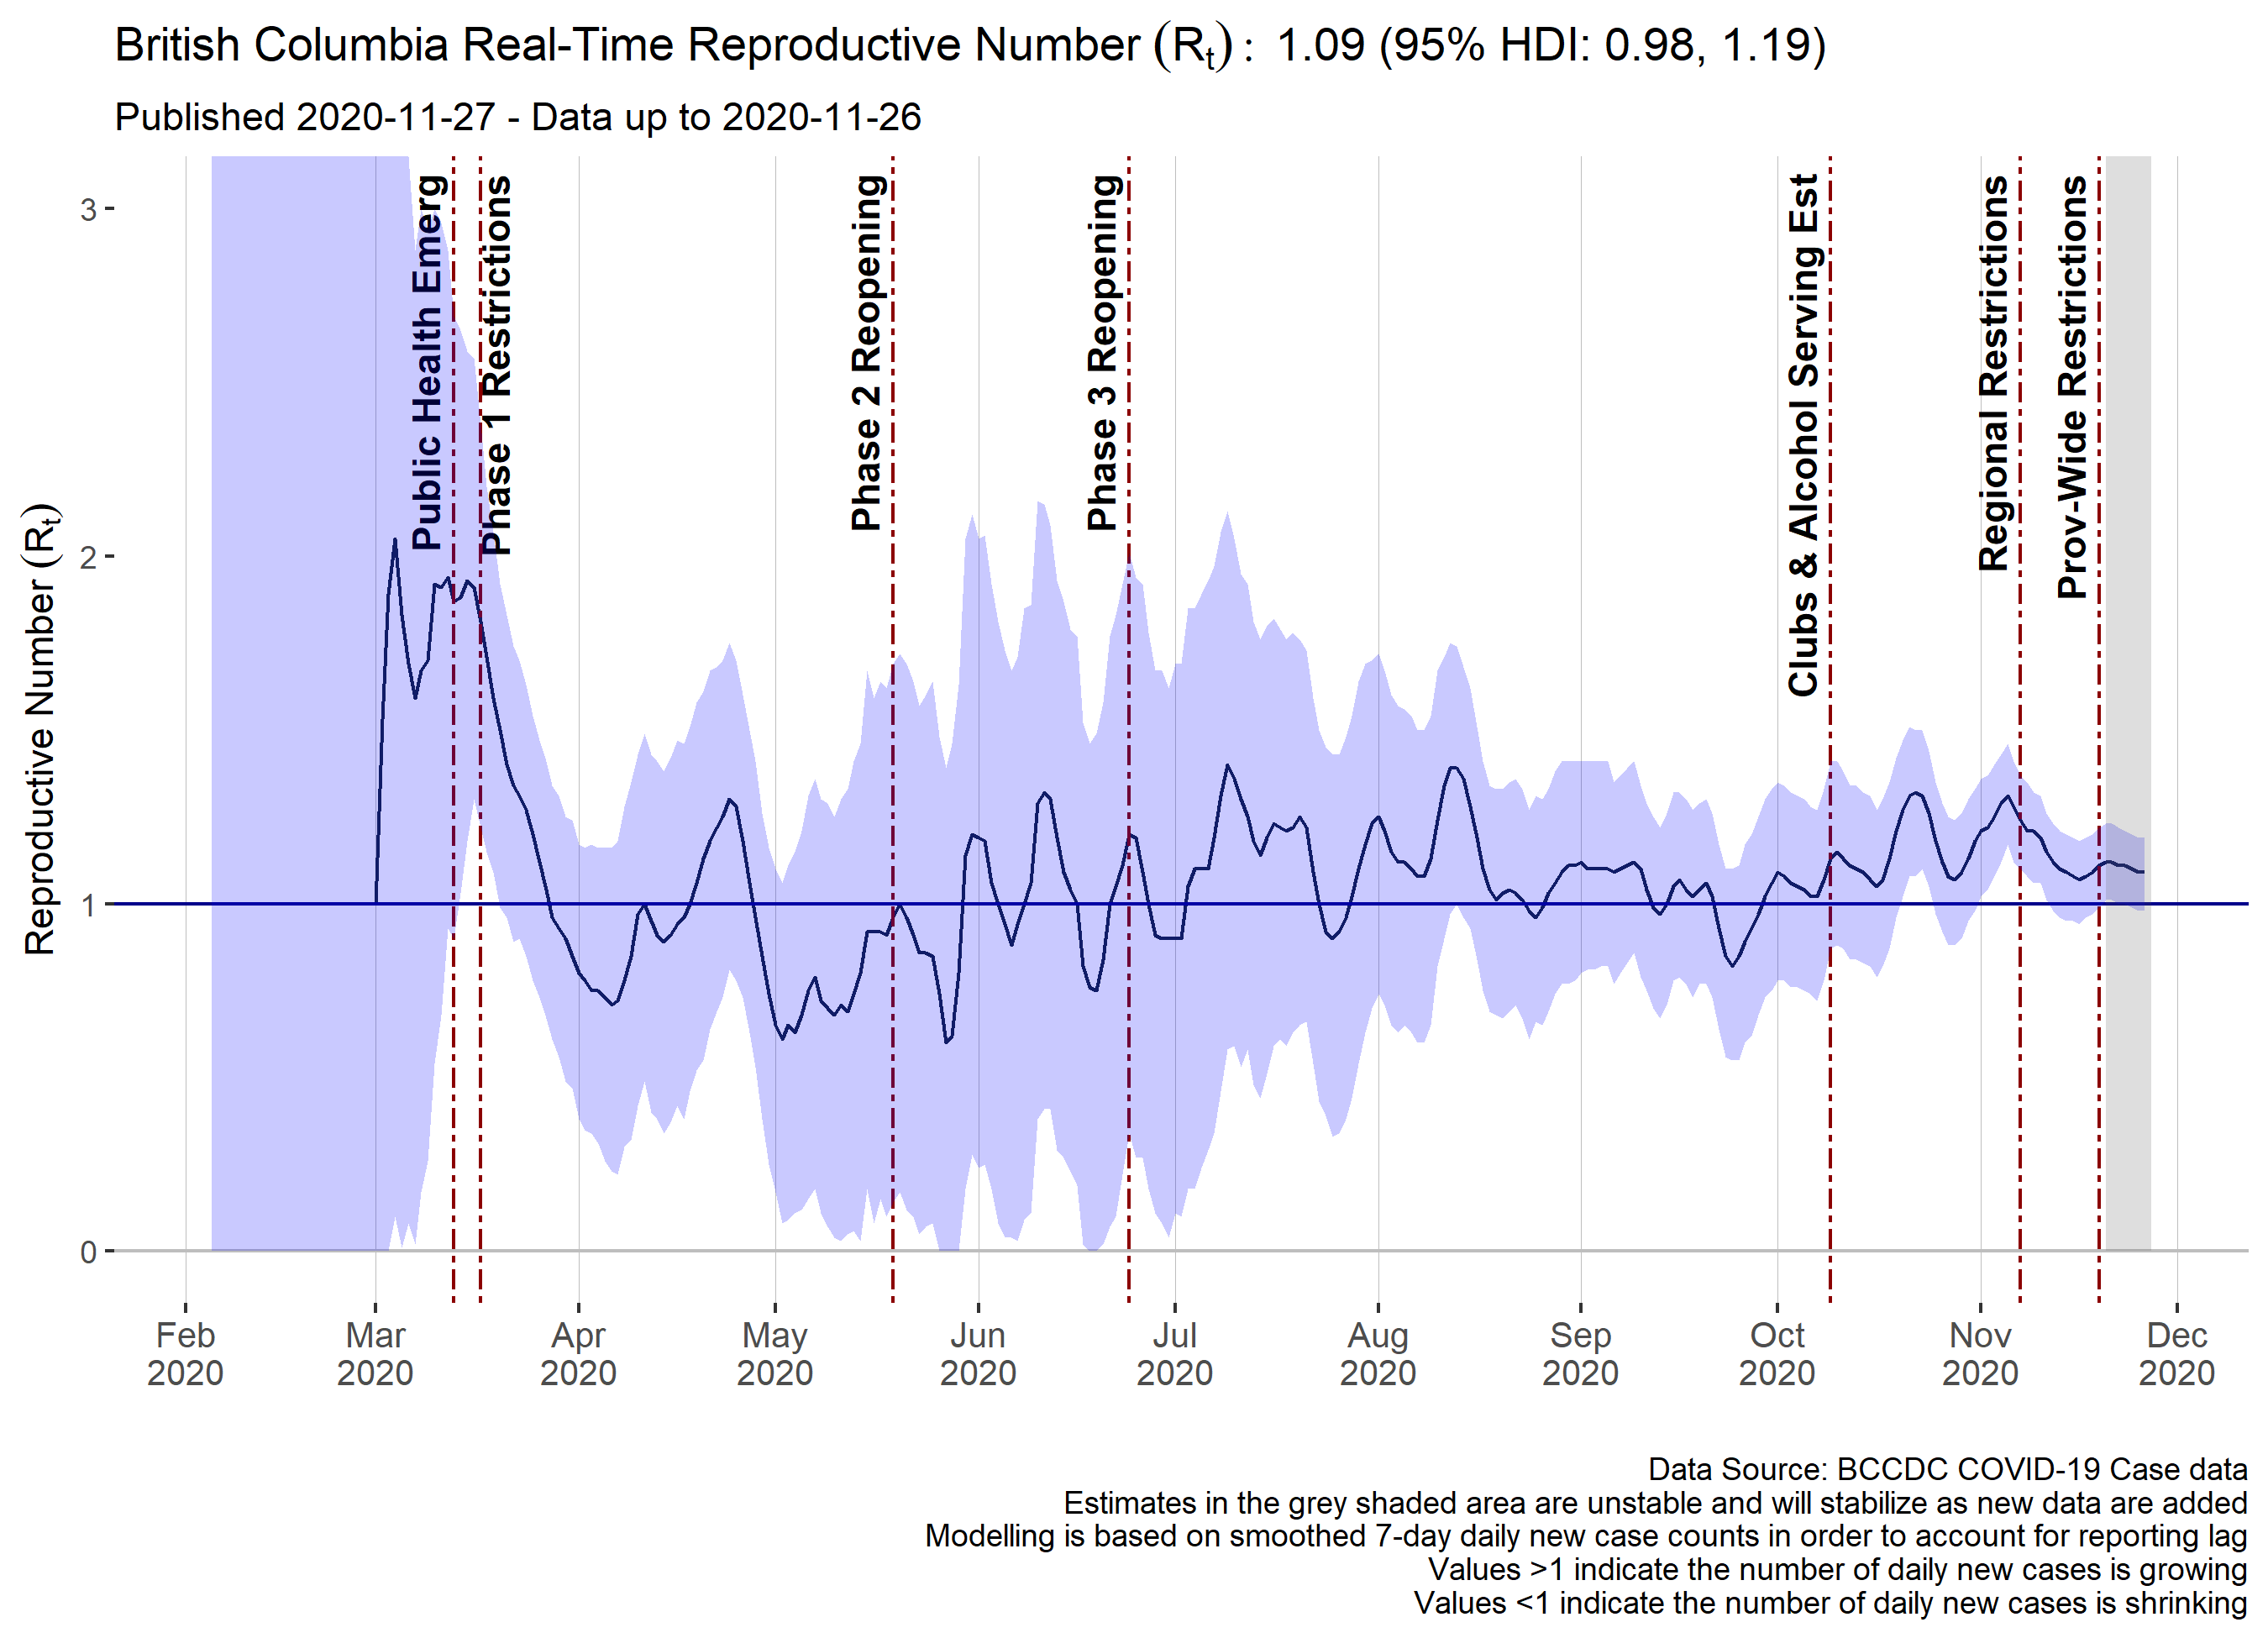 British Columbia Real-Time Reproductive Number (Rt): 1.09 (95% HDI: 0.98, 1.19)
Published 2020-11-27 - Data up to 2020-11-26
Reproductive Number (Rt)
3
2
1
0
Public Health Emerg
Phase 1 Restrictions
Phase 2 Reopening
Phase 3 Reopening
Clubs & Alcohol Serving Est
Regional Restrictions
Prov-Wide Restrictions
Feb 2020
Mar 2020
Apr 2020
May 2020
Jun 2020
Jul 2020
Aug 2020
Sep 2020
Oct 2020
Nov 2020
Dec 2020
Data Source: BCCDC COVID-19 Case data
Estimates in the grey shaded area are unstable and will stabilize as new data are added
Modelling is based on smoothed 7-day daily new case counts in order to account for reporting lag
Values >1 indicate the number of daily new cases is growing
Values <1 indicate the number of daily new cases is shrinking